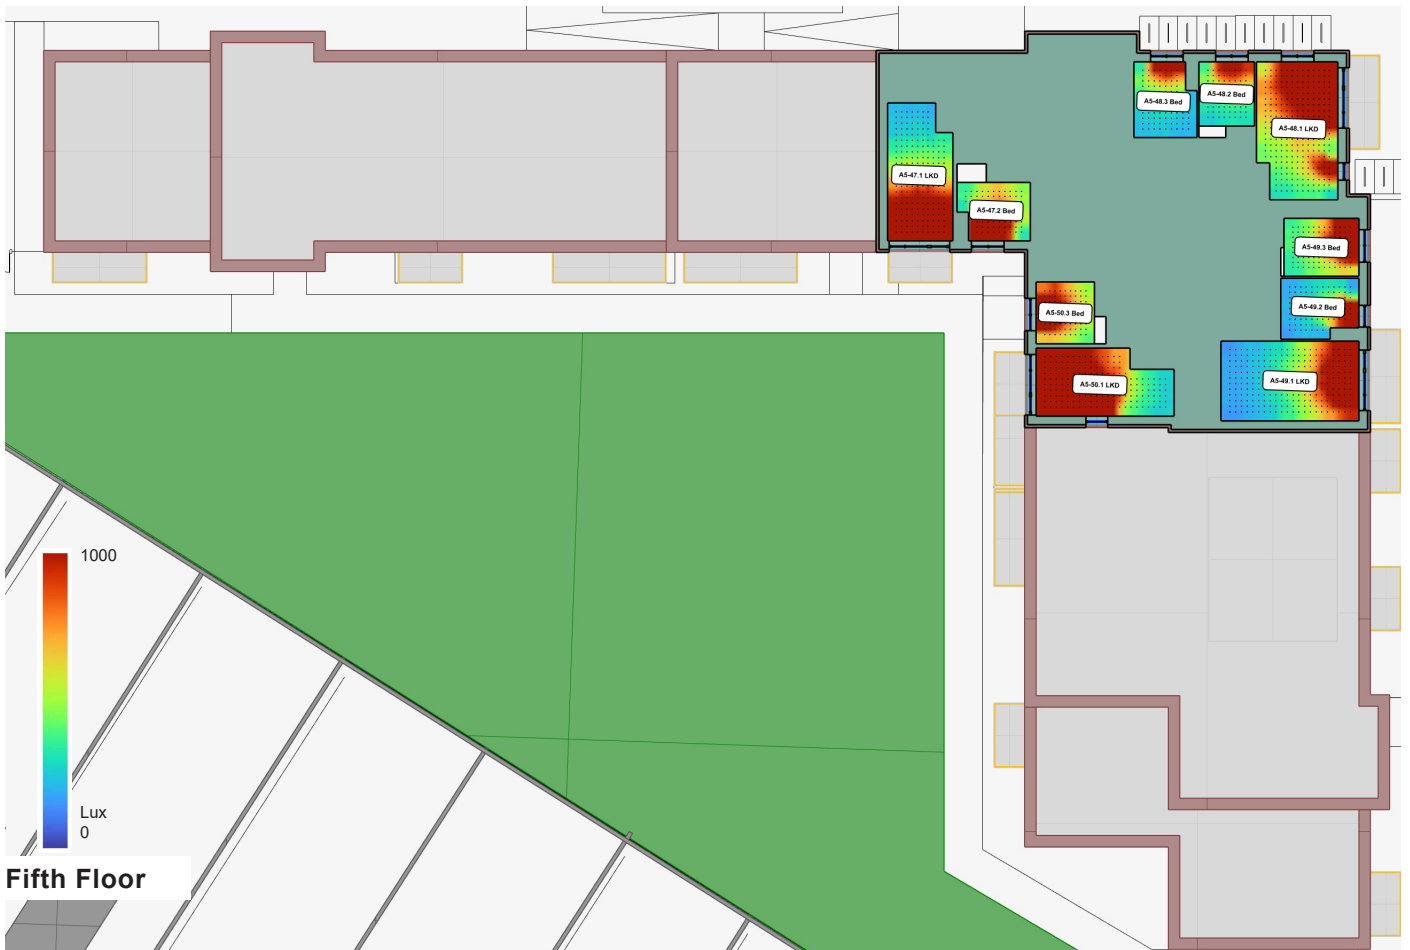 A5-48.3 Bed
A5-48.2 Bed
A5-48.1 LKD
A5-47.1 LKD
A5-47.2 Bed
A5-49.3 Bed
A5-49.2 Bed
A5-50.3 Bed
A5-50.1 LKD
A5-49.1 LKD
1000
Lux
0
Fifth Floor